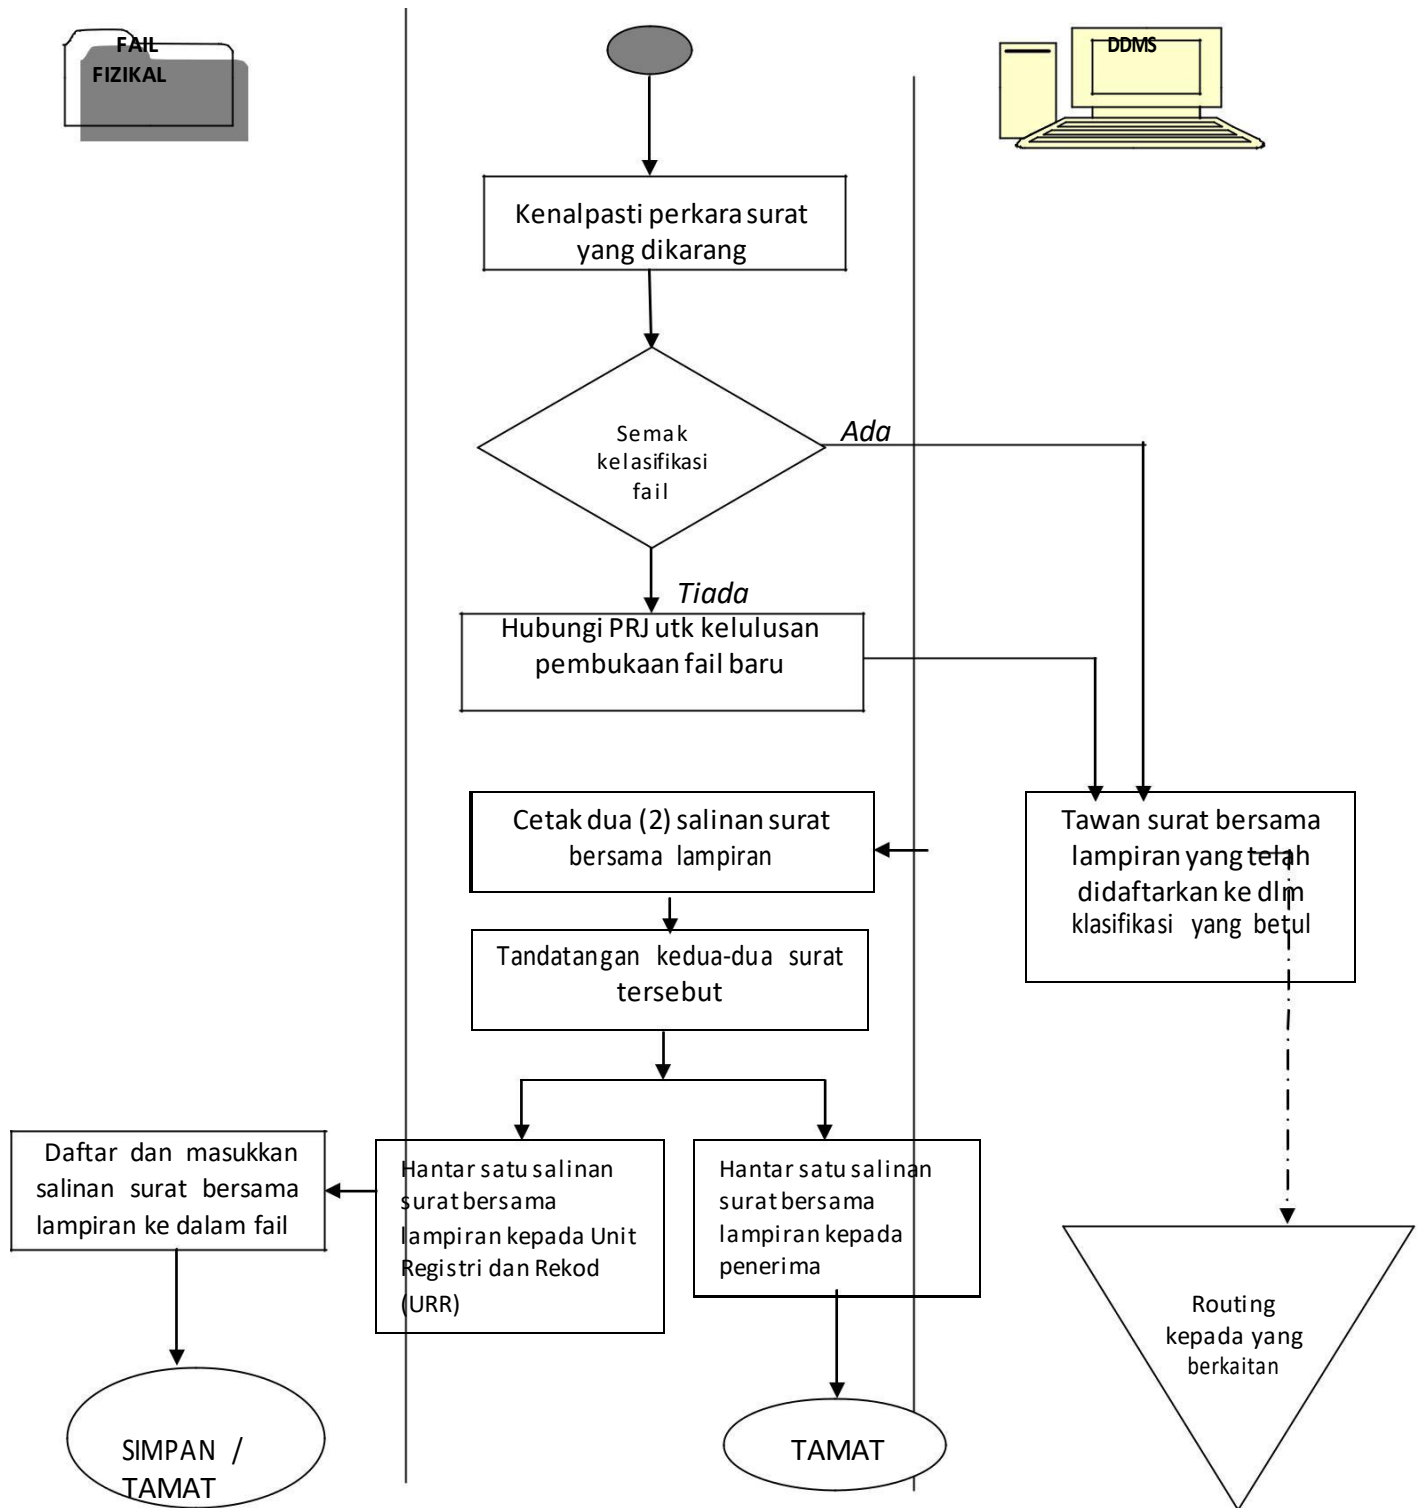 FAIL
FIZIKAL
DDMS
Kenalpasti perkara surat
yang dikarang
Semak
kelasifikasi
fail
Ada
Tiada
Hubungi PRJ utk kelulusan
pembukaan fail baru
Cetak dua (2) salinan surat
bersama lampiran
Tawan surat bersama
lampiran yang telah
didaftarkan ke dlm
klasifikasi yang betul
Tandatangan kedua-dua surat
tersebut
Daftar dan masukkan
salinan surat bersama
lampiran ke dalam fail
Hantar satu salinan
surat bersama
lampiran kepada Unit
Registri dan Rekod
(URR)
Hantar satu salinan
surat bersama
lampiran kepada
penerima
Routing
kepada yang
berkaitan
SIMPAN /
TAMAT
TAMAT